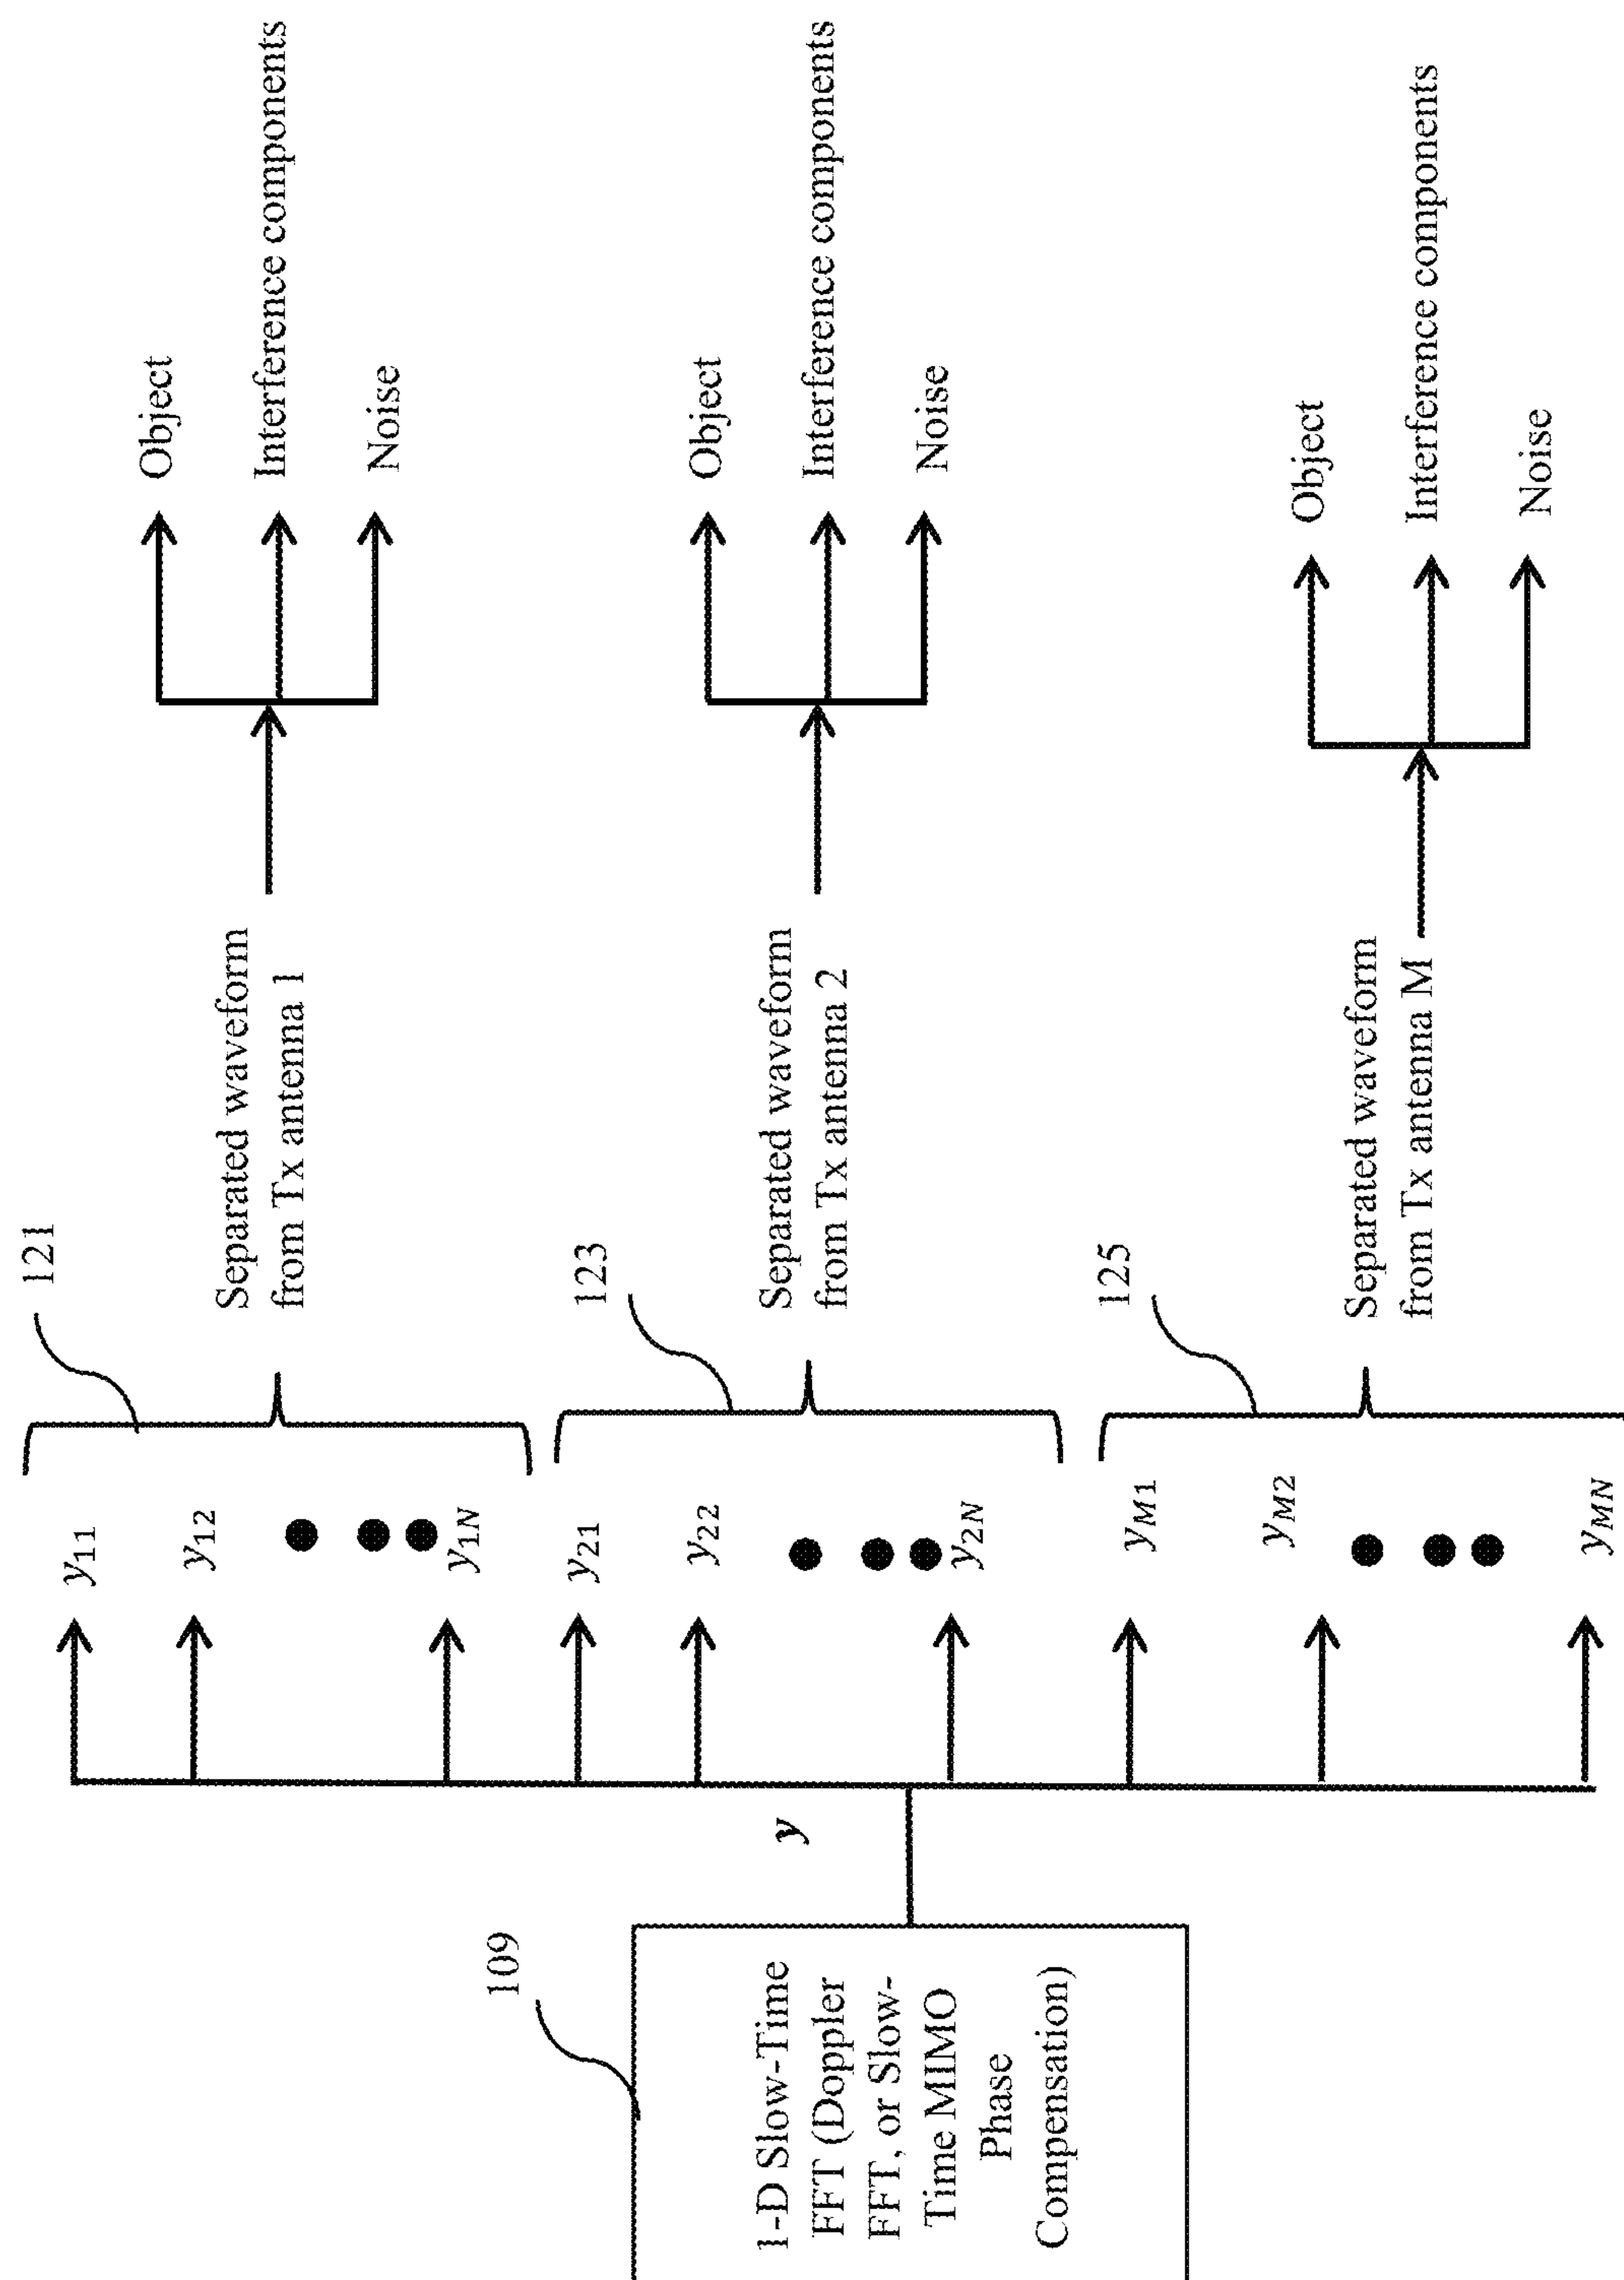 109
1-D Slow-Time
FFT (Doppler
FFT, or Slow-
Time MIMO
Phase
Compensation)
y
y11
y12
y1N
y21
y22
y2N
yM1
yM2
yMN
121
Separated waveform
from Tx antenna 1
Object
Interference components
Noise
123
Separated waveform
from Tx antenna 2
Object
Interference components
Noise
125
Separated waveform
from Tx antenna M
Object
Interference components
Noise